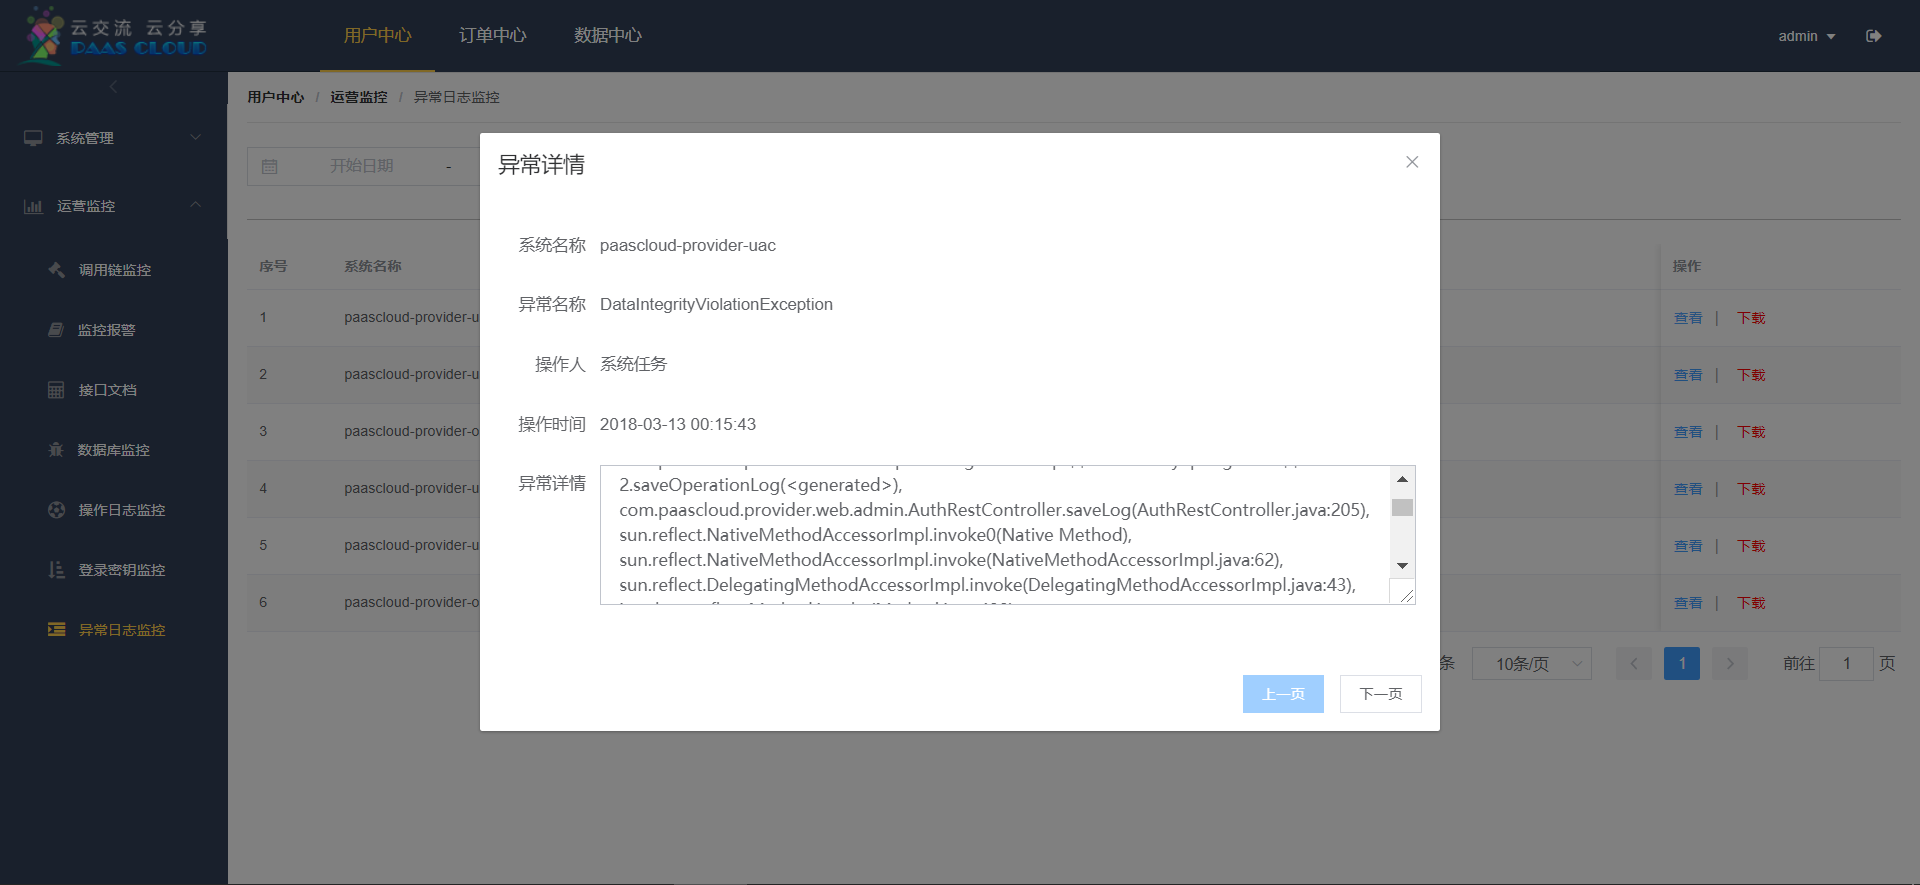 云交流 云分享
PAAS CLOUD
用户中心
订单中心
数据中心
admin
用户中心 / 运营监控 / 异常日志监控
系统管理
运营监控
调用链监控
监控报警
接口文档
数据库监控
操作日志监控
登录密钥监控
异常日志监控
开始日期 -
序号 系统名称 操作
1 paascloud-provider-u 查看 | 下载
2 paascloud-provider-u 查看 | 下载
3 paascloud-provider-o 查看 | 下载
4 paascloud-provider-u 查看 | 下载
5 paascloud-provider-u 查看 | 下载
6 paascloud-provider-o 查看 | 下载
条 10条/页 1 前往 1 页
异常详情
系统名称 paascloud-provider-uac
异常名称 DataIntegrityViolationException
操作人 系统任务
操作时间 2018-03-13 00:15:43
异常详情
2.saveOperationLog(<generated>),
com.paascloud.provider.web.admin.AuthRestController.saveLog(AuthRestController.java:205),
sun.reflect.NativeMethodAccessorImpl.invoke0(Native Method),
sun.reflect.NativeMethodAccessorImpl.invoke(NativeMethodAccessorImpl.java:62),
sun.reflect.DelegatingMethodAccessorImpl.invoke(DelegatingMethodAccessorImpl.java:43),
上一页
下一页